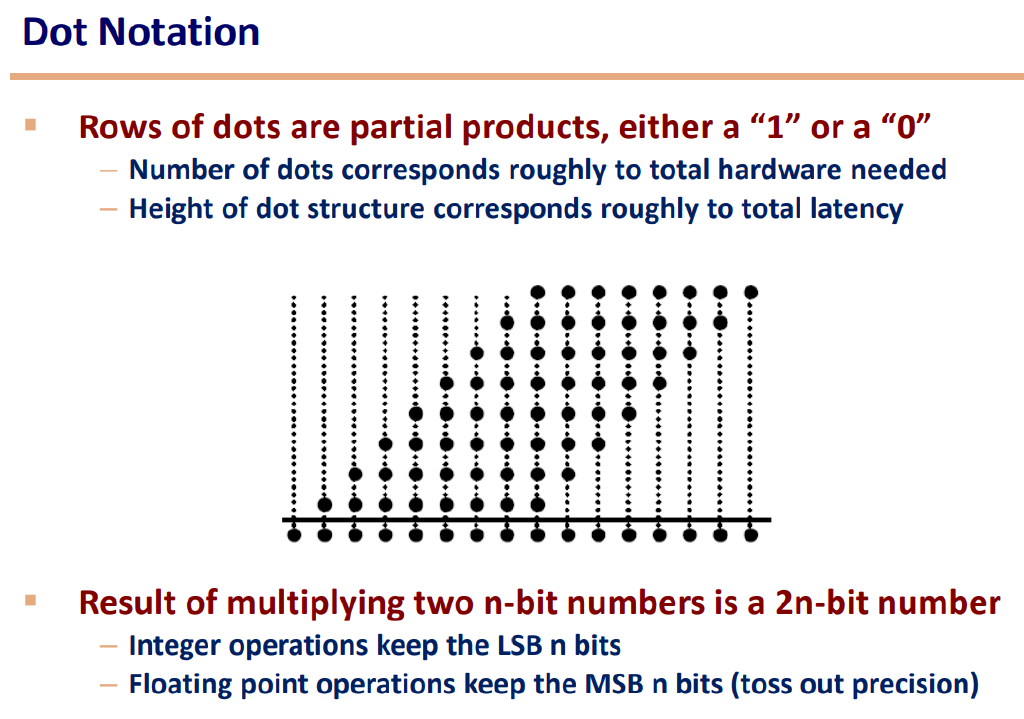 Dot Notation
Rows of dots are partial products, either a “1” or a “0”
– Number of dots corresponds roughly to total hardware needed
– Height of dot structure corresponds roughly to total latency
Result of multiplying two n-bit numbers is a 2n-bit number
– Integer operations keep the LSB n bits
– Floating point operations keep the MSB n bits (toss out precision)